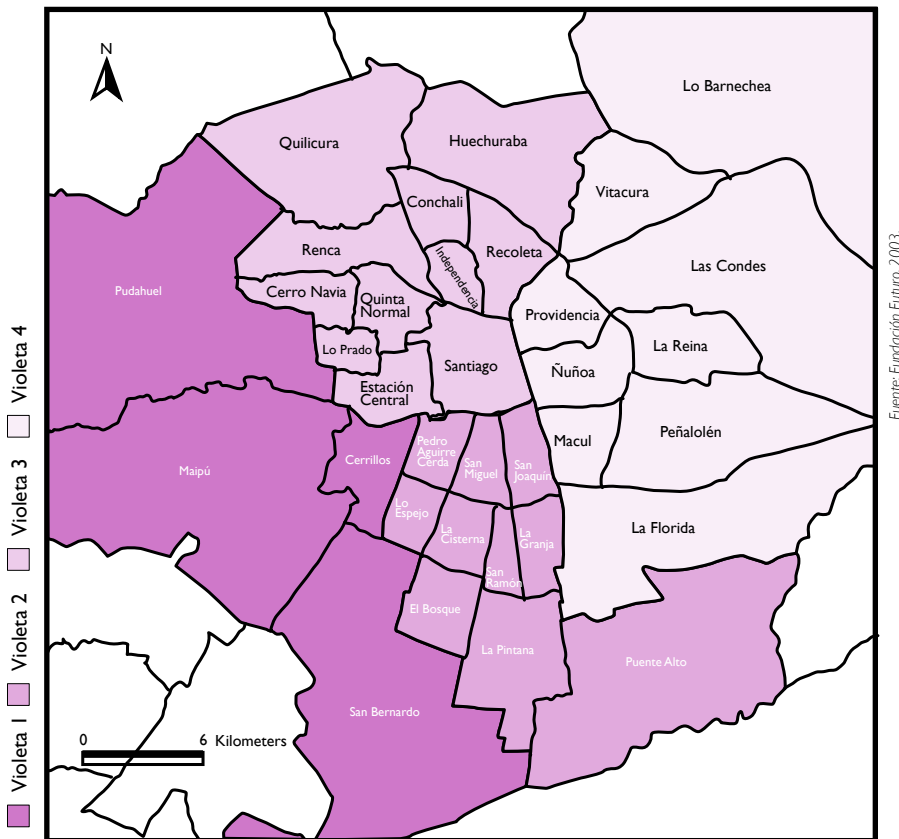 N
Lo Barnechea
Quilicura
Huechuraba
Vitacura
Conchali
Renca
Independencia
Recoleta
Las Condes
Pudahuel
Cerro Navia
Quinta
Normal
Providencia
Lo Prado
Santiago
La Reina
Ñuñoa
Estación
Central
Peñalolén
Macul
Maipú
Cerrillos
Pedro
Aguirre
Cerda
San
Miguel
San
Joaquín
Lo
Espejo
La
Cisterna
La
Granja
La Florida
San
Ramón
El Bosque
La Pintana
Puente Alto
San Bernardo
0 6 Kilometers
Violeta 1
Violeta 2
Violeta 3
Violeta 4
Fuente: Fundación Futuro, 2003.